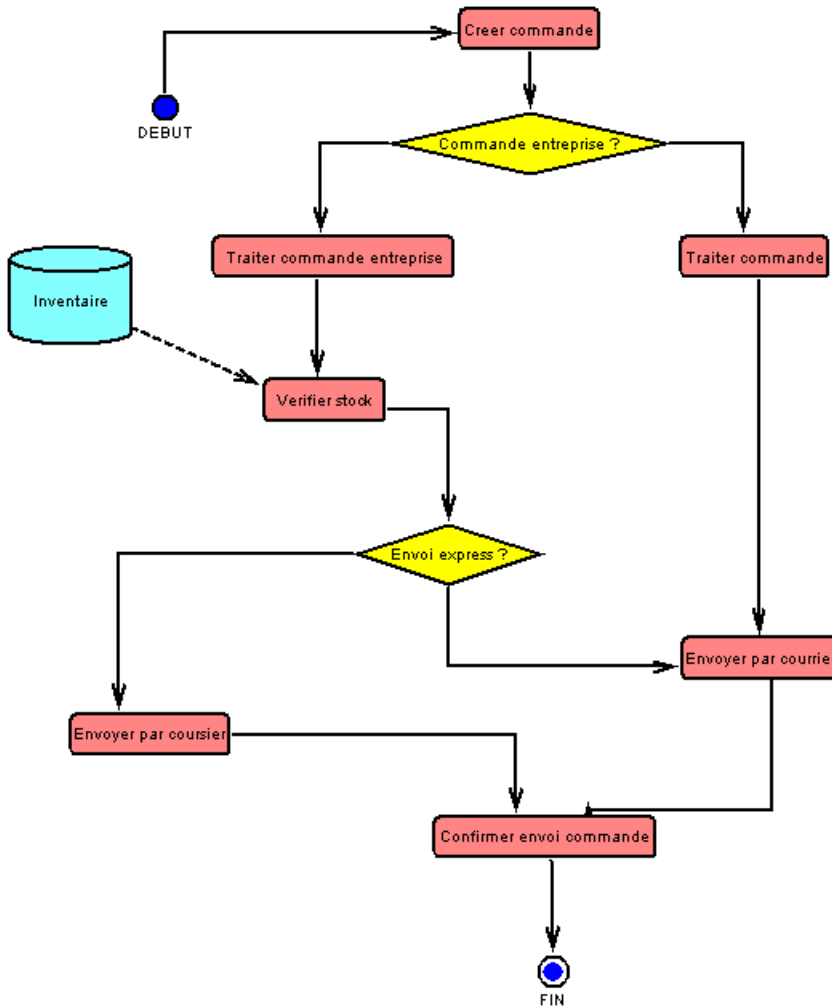 Creer commande
DEBUT
Commande entreprise ?
Traiter commande entreprise
Traiter commande
Inventaire
Verifier stock
Envoi express ?
Envoyer par courrie
Envoyer par coursier
Confirmer envoi commande
FIN